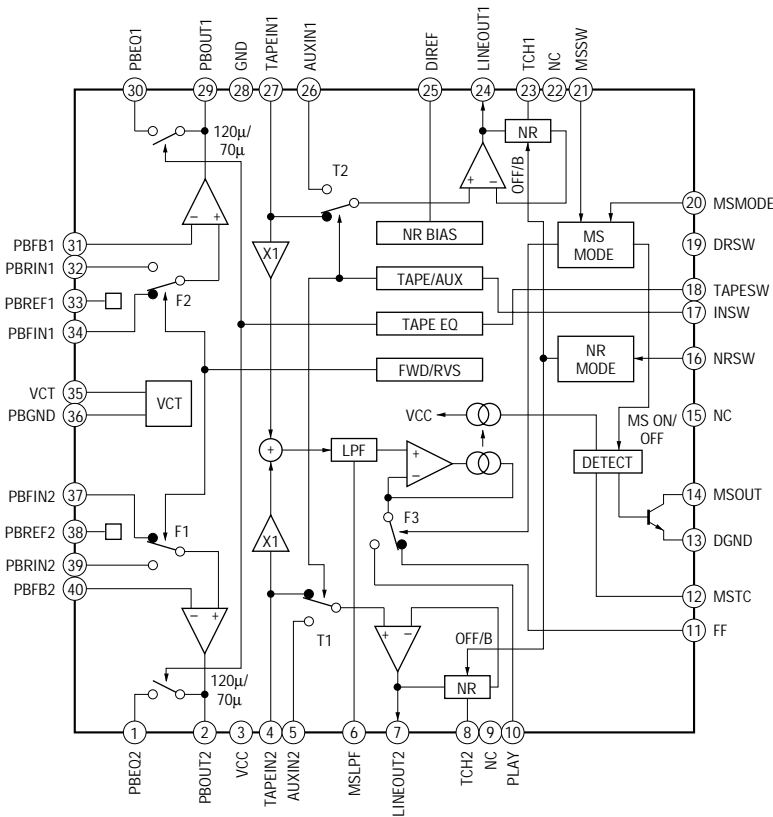 PBEQ1
PBOUT1
GND
TAPEIN1
AUXIN1
DIREF
LINEOUT1
TCH1
NC
MSSW
30
29
28
27
26
25
24
23
22
21
120μ/
70μ
NR
T2
OFF/B
+ −
− +
20 MSMODE
PBFB1 31
NR BIAS
MS
MODE
19 DRSW
PBRIN1 32
X1
TAPE/AUX
18 TAPESW
PBREF1 33
F2
17 INSW
PBFIN1 34
TAPE EQ
NR
MODE
16 NRSW
FWD/RVS
VCT 35
VCT
PBGND 36
VCC
15 NC
MS ON/
OFF
+
LPF
+
−
DETECT
PBFIN2 37
14 MSOUT
F3
PBREF2 38
F1
X1
13 DGND
PBRIN2 39
PBFB2 40
12 MSTC
− +
T1
+ −
OFF/B
11 FF
120μ/
70μ
NR
1
2
3
4
5
6
7
8
9
10
PBEQ2
PBOUT2
VCC
TAPEIN2
AUXIN2
MSLPF
LINEOUT2
TCH2
NC
PLAY